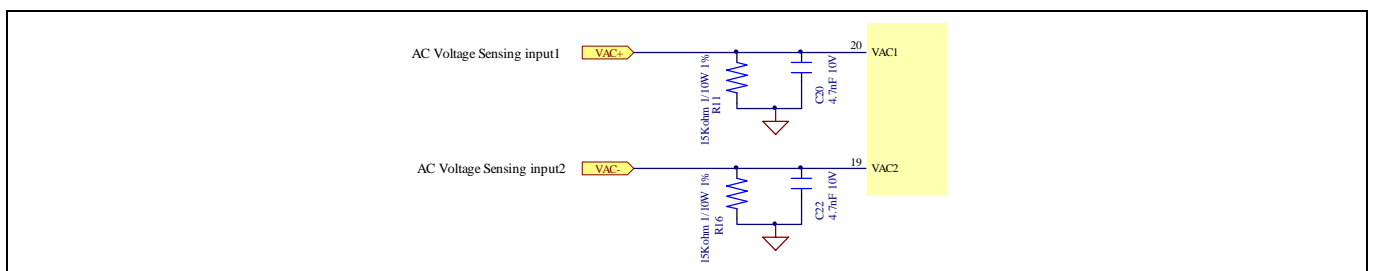 AC Voltage Sensing input1
VAC+
15Kohm 1/10W 1%
R11
C20
4.7nF 10V
20
VAC1
AC Voltage Sensing input2
VAC-
15Kohm 1/10W 1%
R16
C22
4.7nF 10V
19
VAC2